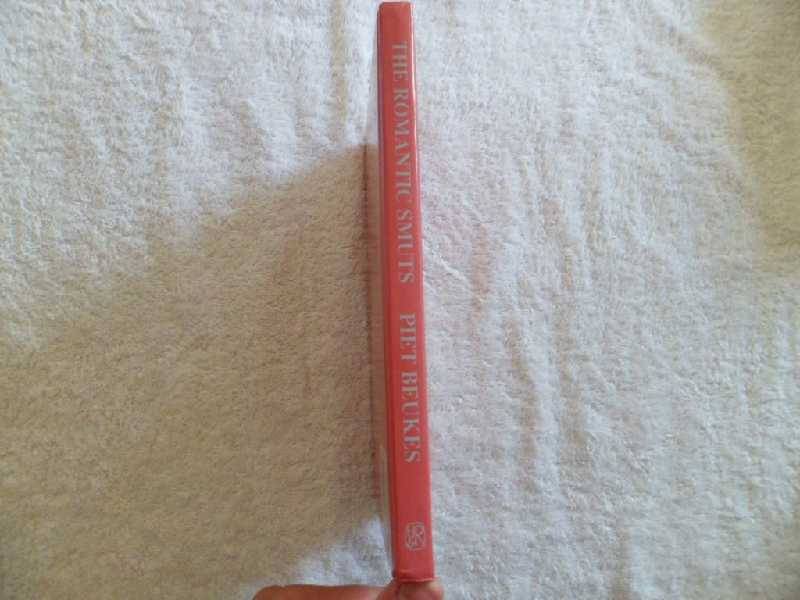 THE ROMANTIC SMUTS PIET BEUKES